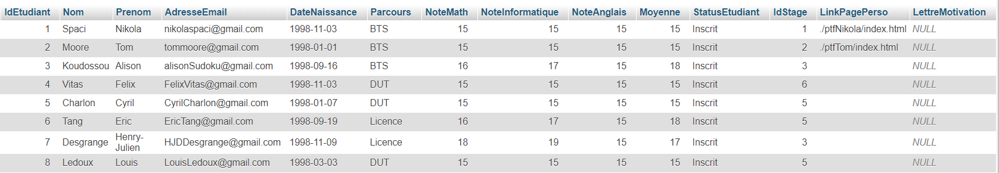 IdEtudiant Nom Prenom AdresseEmail DateNaissance Parcours NoteMath NoteInformatique NoteAnglais Moyenne StatusEtudiant IdStage LinkPagePerso LettreMotivation
1 Spaci Nikola nikolaspaci@gmail.com 1998-11-03 BTS 15 15 15 15 Inscrit 1 ./ptfNikola/index.html NULL
2 Moore Tom tommoore@gmail.com 1998-01-01 BTS 15 15 15 15 Inscrit 2 ./ptfTom/index.html NULL
3 Koudossou Alison alisonSudoku@gmail.com 1998-09-16 BTS 16 17 15 18 Inscrit 3 NULL
4 Vitas Felix FelixVitas@gmail.com 1998-11-03 DUT 15 15 15 15 Inscrit 6 NULL
5 Charlon Cyril CyrilCharlon@gmail.com 1998-01-07 DUT 15 15 15 15 Inscrit 5 NULL
6 Tang Eric EricTang@gmail.com 1998-09-19 Licence 16 17 15 18 Inscrit 5 NULL
7 Desgrange Henry-
Julien HJDDesgrange@gmail.com 1998-11-09 Licence 18 19 15 17 Inscrit 3 NULL
8 Ledoux Louis LouisLedoux@gmail.com 1998-03-03 DUT 15 15 15 15 Inscrit 5 NULL